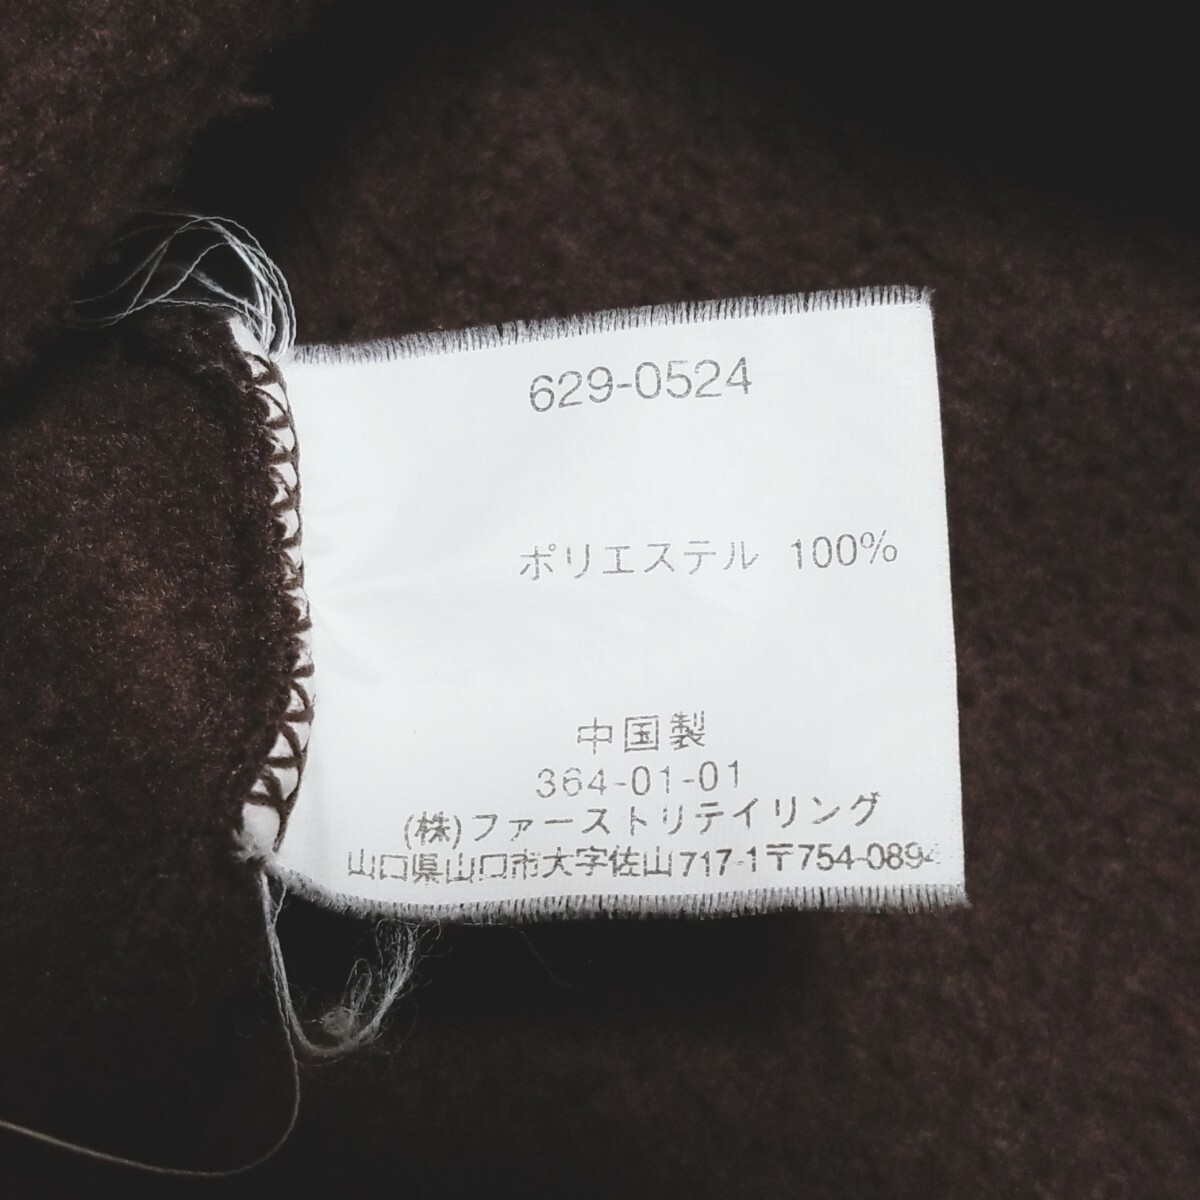 629-0524
ポリエステル 100%
中国製
364-01-01
(株)ファーストリテイリング
山口県山口市大字佐山717-1〒754-0894